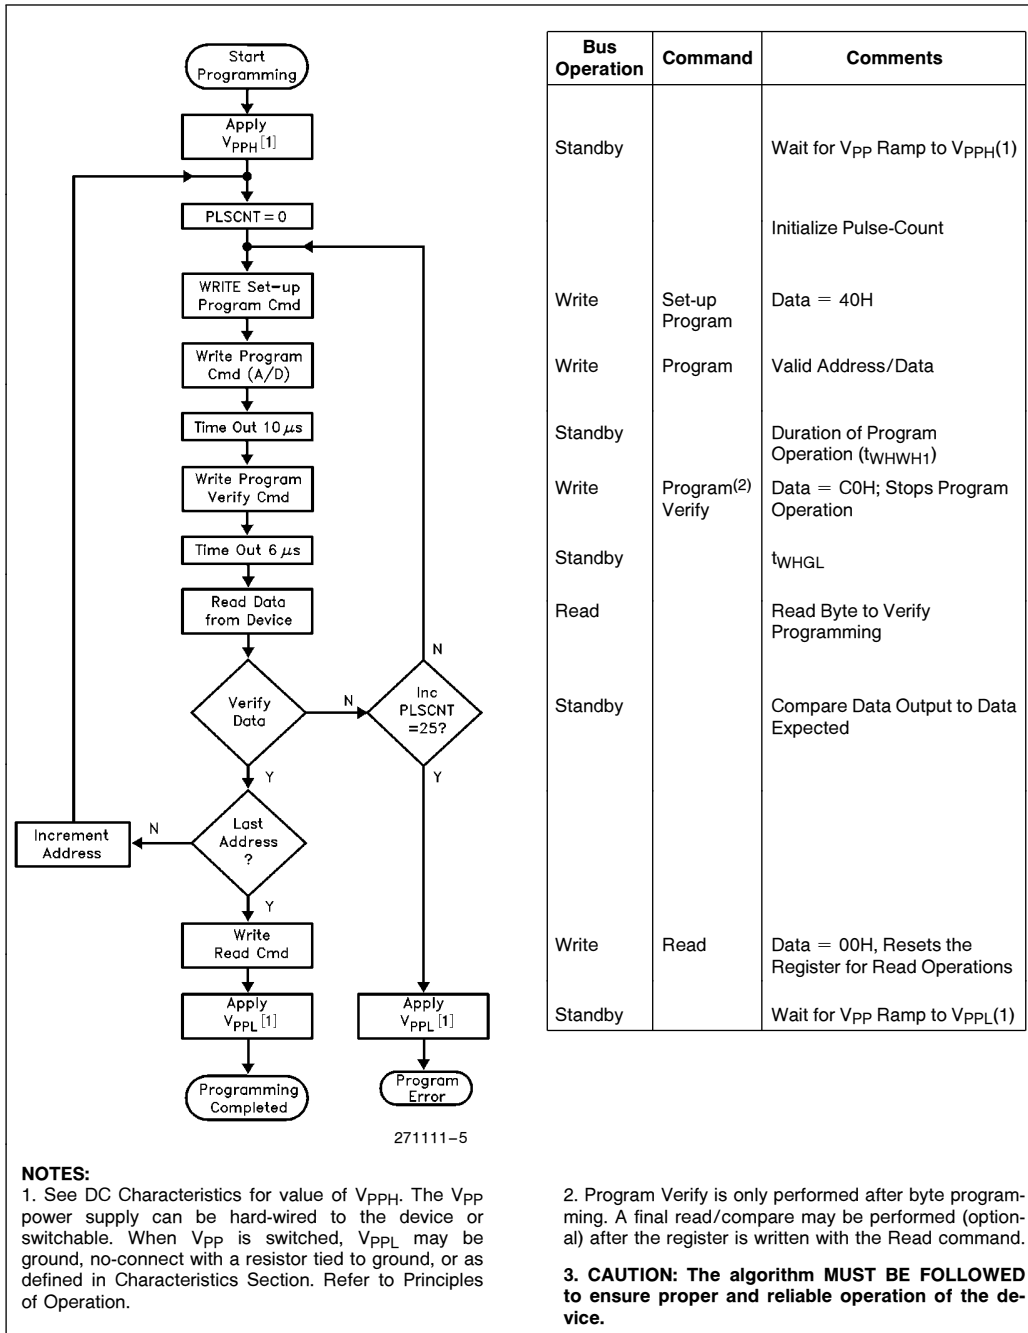 Start
Programming
Apply
VPPH[1]
PLSCNT = 0
WRITE Set-up
Program Cmd
Write Program
Cmd (A/D)
Time Out 10 μs
Write Program
Verify Cmd
Time Out 6 μs
Read Data
from Device
Verify
Data
N
Y
Inc
PLSCNT
=25?
N
Y
Last
Address
?
N
Y
Increment
Address
Write
Read Cmd
Apply
VPPL[1]
Programming
Completed
Apply
VPPL[1]
Program
Error
271111-5
Bus
Operation
Command
Comments
Standby
Wait for VPP Ramp to VPPH(1)
Initialize Pulse-Count
Write
Set-up
Program
Data = 40H
Write
Program
Valid Address/Data
Standby
Duration of Program
Operation (tWHWH1)
Write
Program(2)
Verify
Data = C0H; Stops Program
Operation
Standby
tWHGL
Read
Read Byte to Verify
Programming
Standby
Compare Data Output to Data
Expected
Write
Read
Data = 00H, Resets the
Register for Read Operations
Standby
Wait for VPP Ramp to VPPL(1)
NOTES:
1. See DC Characteristics for value of VPPH. The VPP
power supply can be hard-wired to the device or
switchable. When VPP is switched, VPPL may be
ground, no-connect with a resistor tied to ground, or as
defined in Characteristics Section. Refer to Principles
of Operation.
2. Program Verify is only performed after byte program-
ming. A final read/compare may be performed (option-
al) after the register is written with the Read command.
3. CAUTION: The algorithm MUST BE FOLLOWED
to ensure proper and reliable operation of the de-
vice.